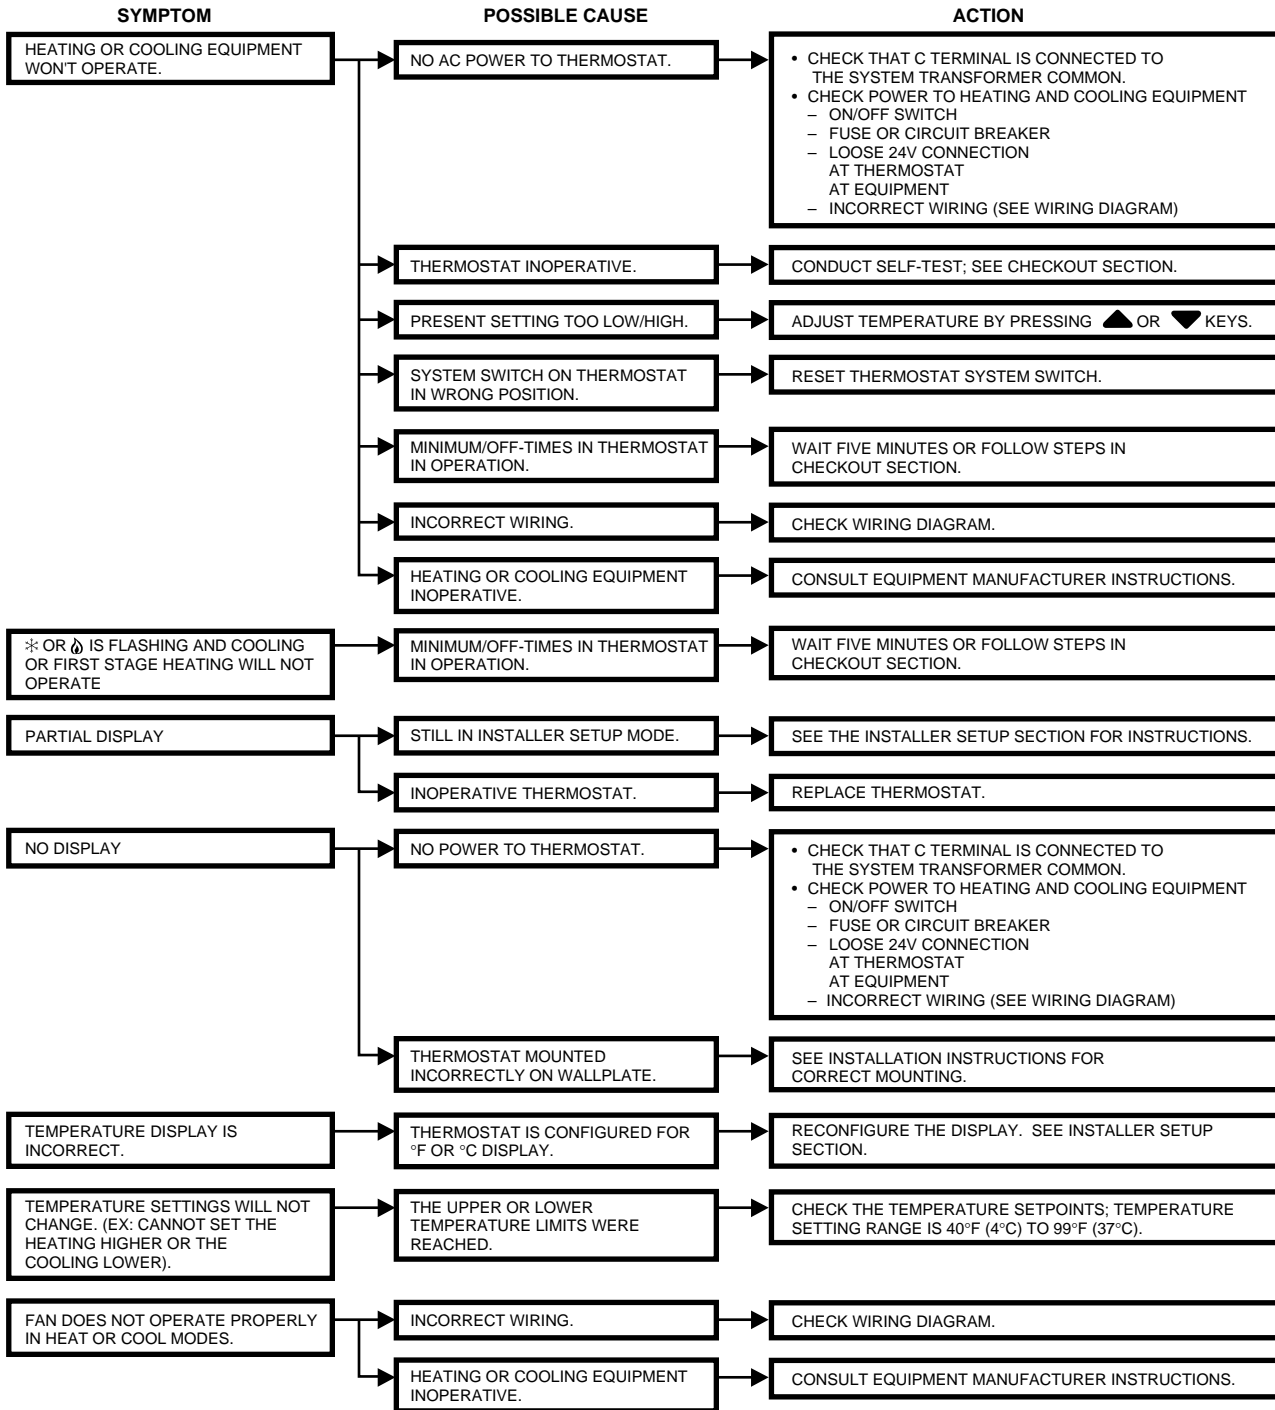 SYMPTOM POSSIBLE CAUSE ACTION
HEATING OR COOLING EQUIPMENT
WON'T OPERATE.
NO AC POWER TO THERMOSTAT.
• CHECK THAT C TERMINAL IS CONNECTED TO
THE SYSTEM TRANSFORMER COMMON.
• CHECK POWER TO HEATING AND COOLING EQUIPMENT
– ON/OFF SWITCH
– FUSE OR CIRCUIT BREAKER
– LOOSE 24V CONNECTION
AT THERMOSTAT
AT EQUIPMENT
– INCORRECT WIRING (SEE WIRING DIAGRAM)
THERMOSTAT INOPERATIVE.
CONDUCT SELF-TEST; SEE CHECKOUT SECTION.
PRESENT SETTING TOO LOW/HIGH.
ADJUST TEMPERATURE BY PRESSING ▲ OR ▼ KEYS.
SYSTEM SWITCH ON THERMOSTAT
IN WRONG POSITION.
RESET THERMOSTAT SYSTEM SWITCH.
MINIMUM/OFF-TIMES IN THERMOSTAT
IN OPERATION.
WAIT FIVE MINUTES OR FOLLOW STEPS IN
CHECKOUT SECTION.
INCORRECT WIRING.
CHECK WIRING DIAGRAM.
HEATING OR COOLING EQUIPMENT
INOPERATIVE.
CONSULT EQUIPMENT MANUFACTURER INSTRUCTIONS.
OR IS FLASHING AND COOLING
OR FIRST STAGE HEATING WILL NOT
OPERATE
MINIMUM/OFF-TIMES IN THERMOSTAT
IN OPERATION.
WAIT FIVE MINUTES OR FOLLOW STEPS IN
CHECKOUT SECTION.
PARTIAL DISPLAY
STILL IN INSTALLER SETUP MODE.
SEE THE INSTALLER SETUP SECTION FOR INSTRUCTIONS.
INOPERATIVE THERMOSTAT.
REPLACE THERMOSTAT.
NO DISPLAY
NO POWER TO THERMOSTAT.
• CHECK THAT C TERMINAL IS CONNECTED TO
THE SYSTEM TRANSFORMER COMMON.
• CHECK POWER TO HEATING AND COOLING EQUIPMENT
– ON/OFF SWITCH
– FUSE OR CIRCUIT BREAKER
– LOOSE 24V CONNECTION
AT THERMOSTAT
AT EQUIPMENT
– INCORRECT WIRING (SEE WIRING DIAGRAM)
THERMOSTAT MOUNTED
INCORRECTLY ON WALLPLATE.
SEE INSTALLATION INSTRUCTIONS FOR
CORRECT MOUNTING.
TEMPERATURE DISPLAY IS
INCORRECT.
THERMOSTAT IS CONFIGURED FOR
°F OR °C DISPLAY.
RECONFIGURE THE DISPLAY. SEE INSTALLER SETUP
SECTION.
TEMPERATURE SETTINGS WILL NOT
CHANGE. (EX: CANNOT SET THE
HEATING HIGHER OR THE
COOLING LOWER).
THE UPPER OR LOWER
TEMPERATURE LIMITS WERE
REACHED.
CHECK THE TEMPERATURE SETPOINTS; TEMPERATURE
SETTING RANGE IS 40°F (4°C) TO 99°F (37°C).
FAN DOES NOT OPERATE PROPERLY
IN HEAT OR COOL MODES.
INCORRECT WIRING.
CHECK WIRING DIAGRAM.
HEATING OR COOLING EQUIPMENT
INOPERATIVE.
CONSULT EQUIPMENT MANUFACTURER INSTRUCTIONS.